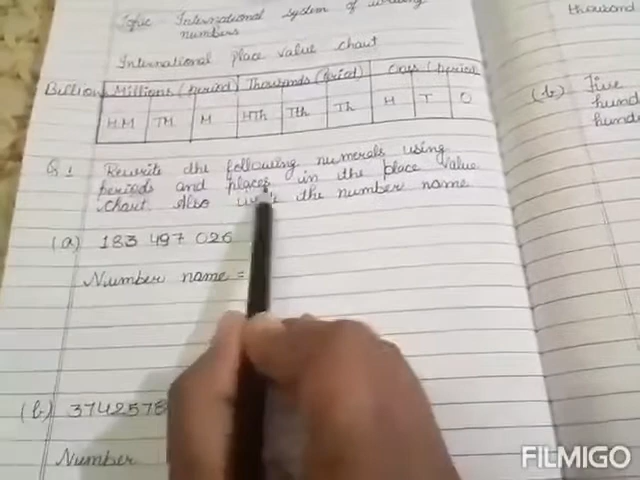 Topic International system of writing
numbers
International place value chart
Billion Millions (period) Thousands (period) Ones (period
HM TM M HTh TTh Th H T O
Q1 Rewrite the following numerals using
periods and places in the place value
chart. Also the number name
(a) 183 497 026
Number name =
(b) 3742578
Number
thousand
(b) Five
hund
hund
FILMIGO